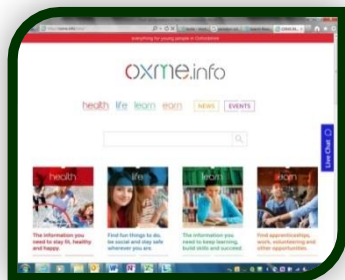 everything for young people in Oxfordshire
oxme.info
health life learn earn NEWS EVENTS
Live Chat
health
life
learn
earn
The information you
need to stay fit, healthy
and happy
Find fun things to do,
be social and stay safe
wherever you are
The information you
need to keep learning,
build skills and succeed
Find apprenticeships,
work, volunteering and
other opportunities